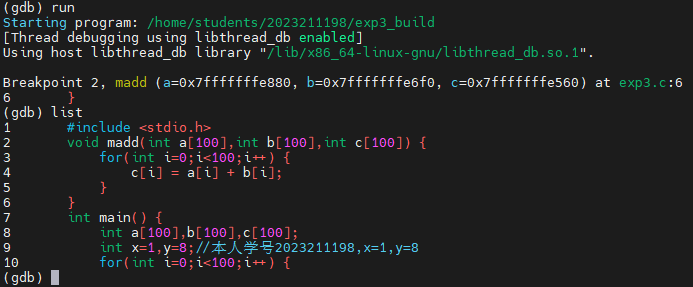 (gdb) run
Starting program: /home/students/2023211198/exp3_build
[Thread debugging using libthread_db enabled]
Using host libthread_db library "/lib/x86_64-linux-gnu/libthread_db.so.1".

Breakpoint 2, madd (a=0x7fffffffe880, b=0x7fffffffe6f0, c=0x7fffffffe560) at exp3.c:6
6       }
(gdb) list
1       #include <stdio.h>
2       void madd(int a[100],int b[100],int c[100]) {
3           for(int i=0;i<100;i++) {
4               c[i] = a[i] + b[i];
5           }
6       }
7       int main() {
8           int a[100],b[100],c[100];
9           int x=1,y=8;//本人学号2023211198,x=1,y=8
10          for(int i=0;i<100;i++) {
(gdb)